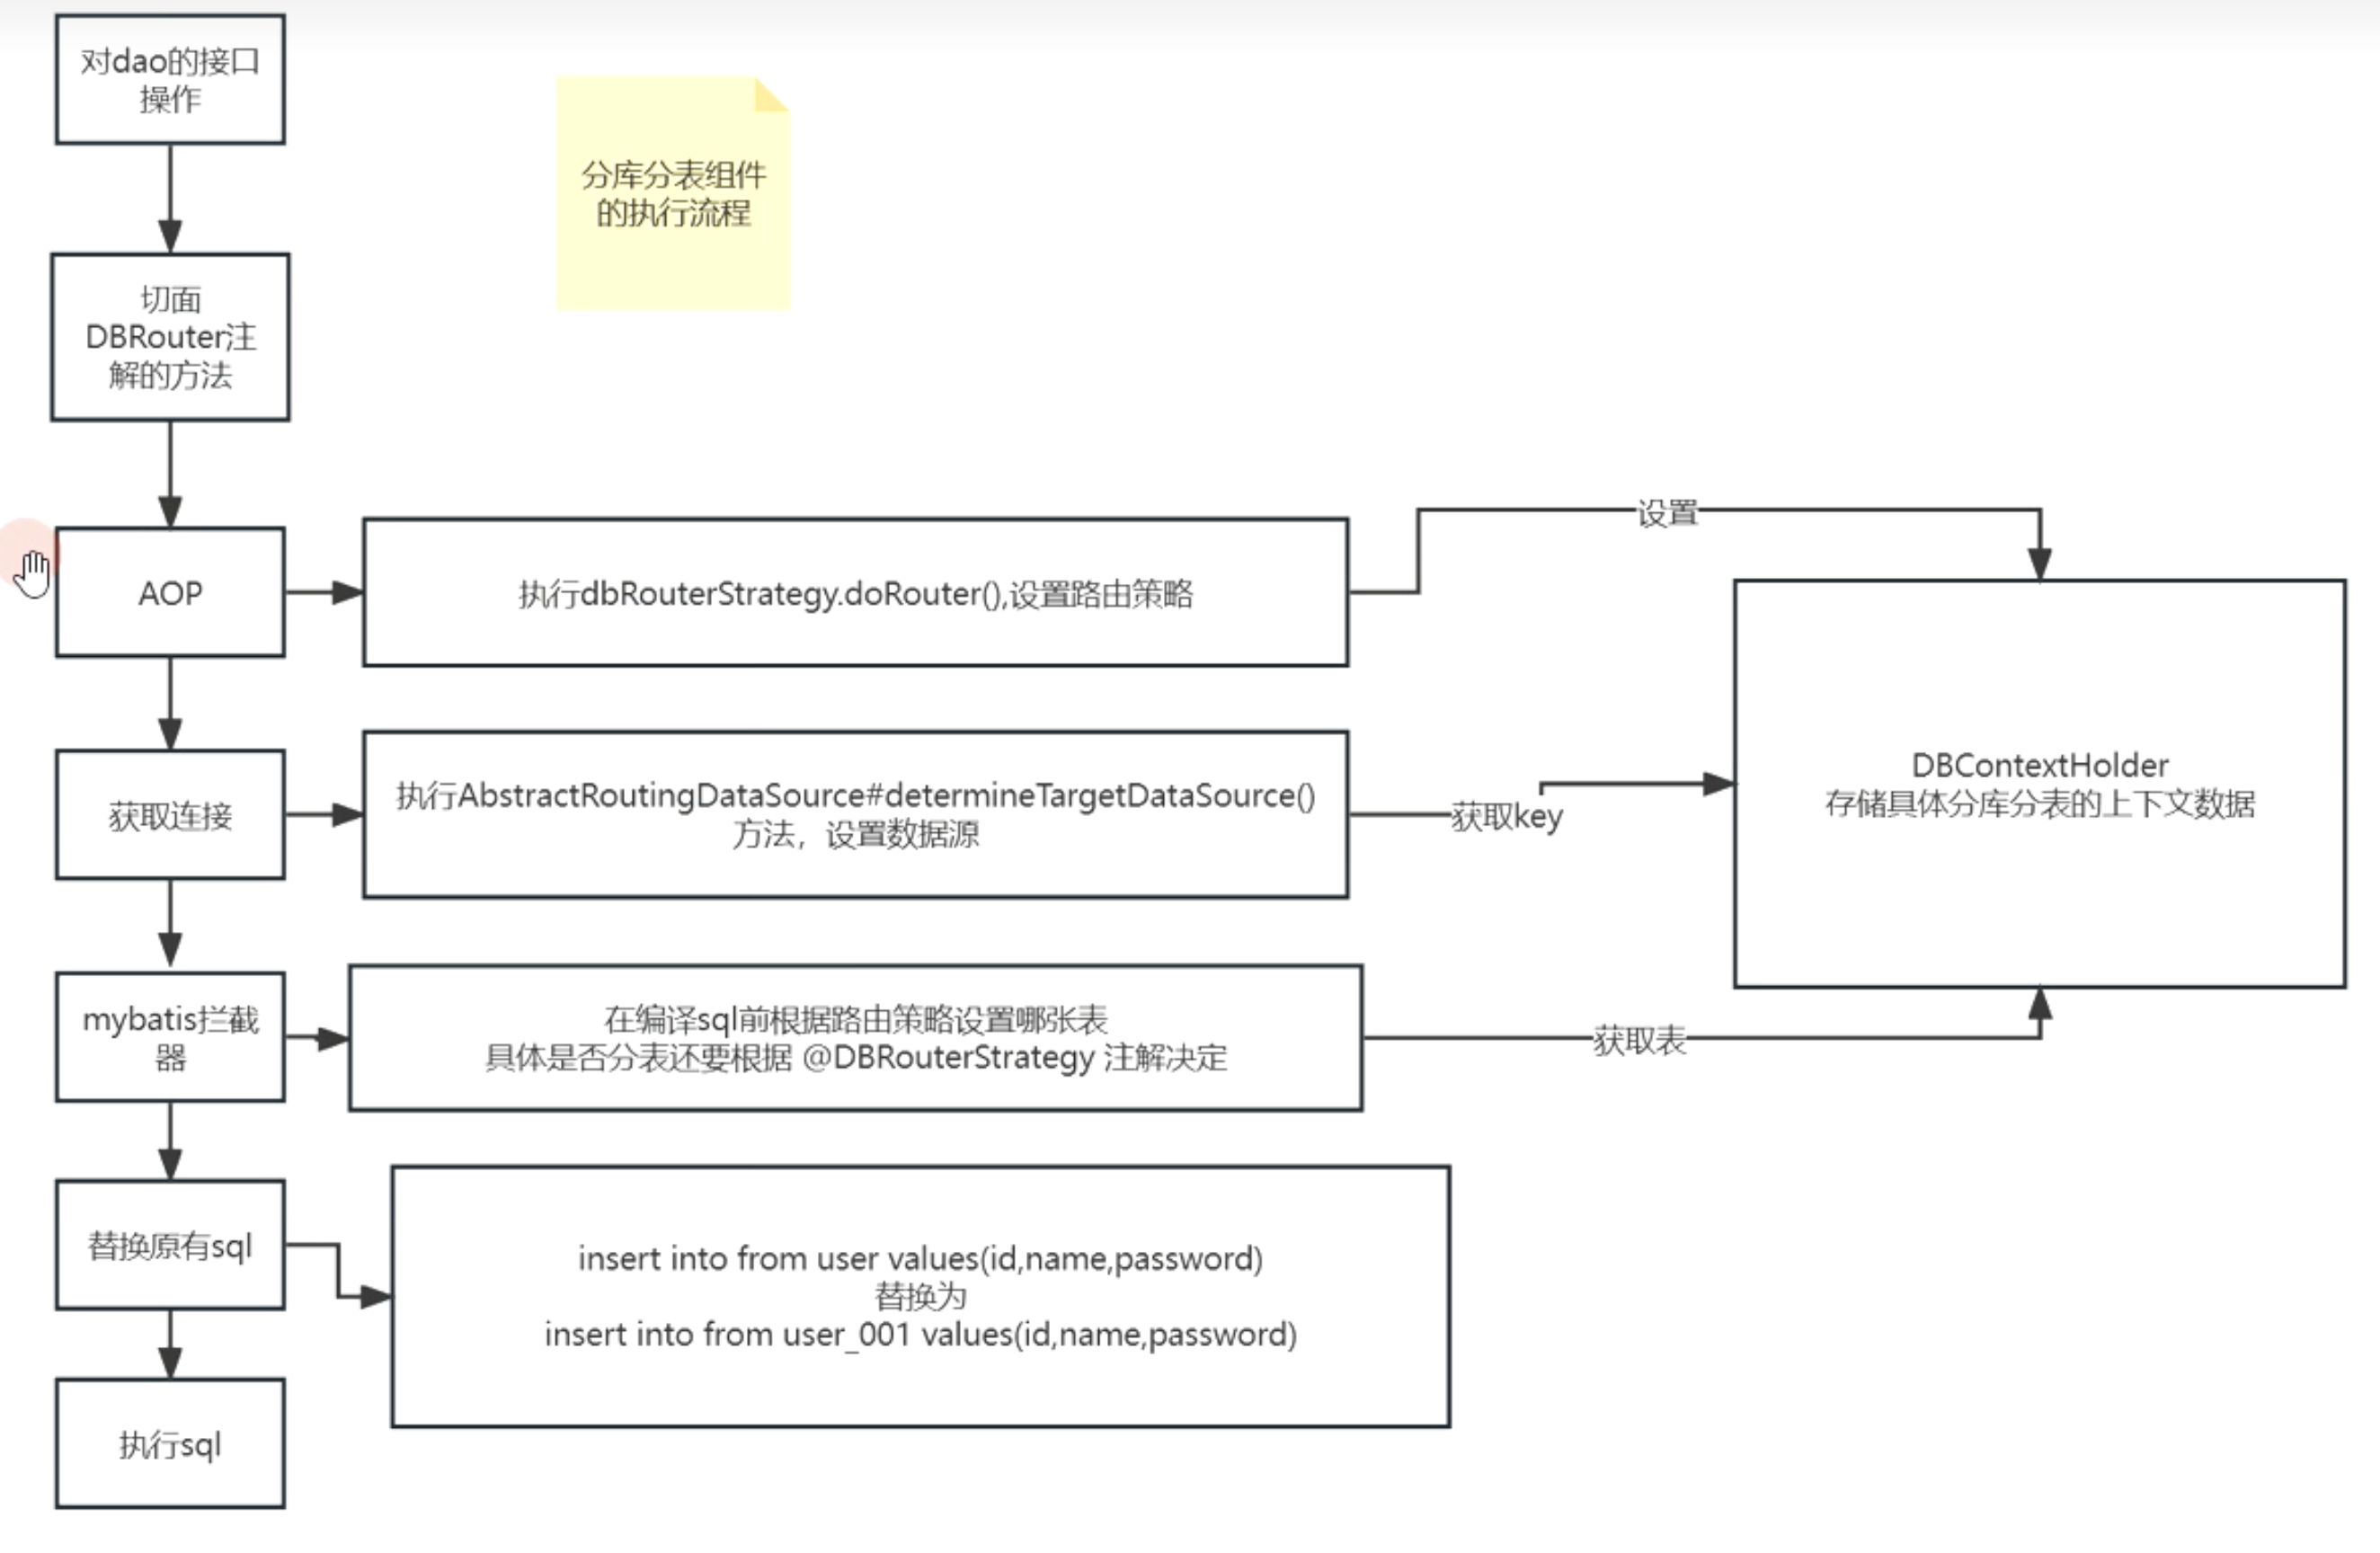 对dao的接口
操作
分库分表组件
的执行流程
切面
DBRouter注
解的方法
AOP
执行dbRouterStrategy.doRouter(),设置路由策略
设置
获取连接
执行AbstractRoutingDataSource#determineTargetDataSource()
方法，设置数据源
获取key
DBContextHolder
存储具体分库分表的上下文数据
mybatis拦截
器
在编译sql前根据路由策略设置哪张表
具体是否分表还要根据 @DBRouterStrategy 注解决定
获取表
替换原有sql
insert into from user values(id,name,password)
替换为
insert into from user_001 values(id,name,password)
执行sql